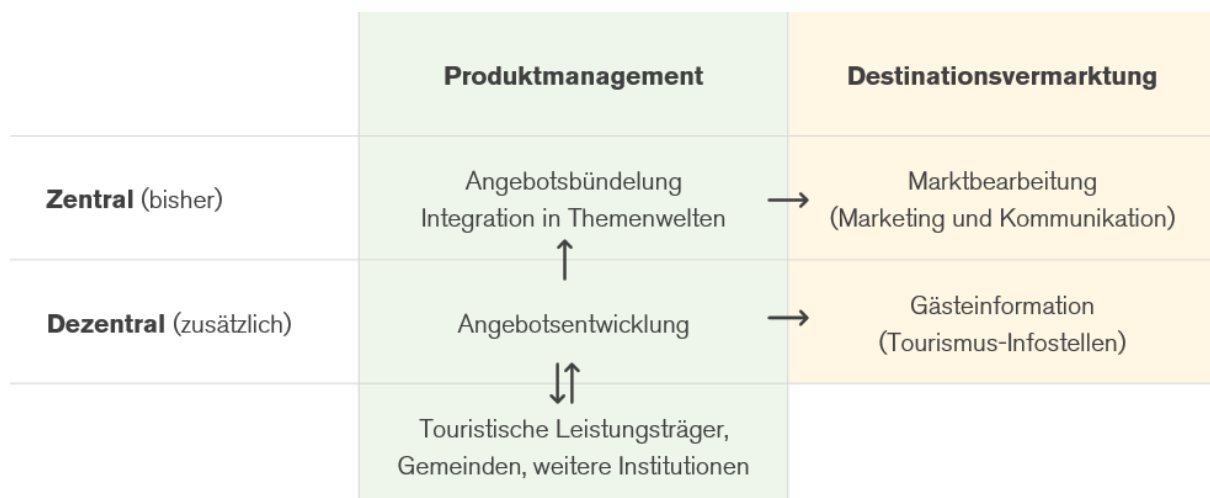 Produktmanagement
Destinationsvermarktung
Zentral (bisher)
Angebotsbündelung
Integration in Themenwelten
Marktbearbeitung
(Marketing und Kommunikation)
Dezentral (zusätzlich)
Angebotsentwicklung
Gästeinformation
(Tourismus-Infostellen)
Touristische Leistungsträger,
Gemeinden, weitere Institutionen